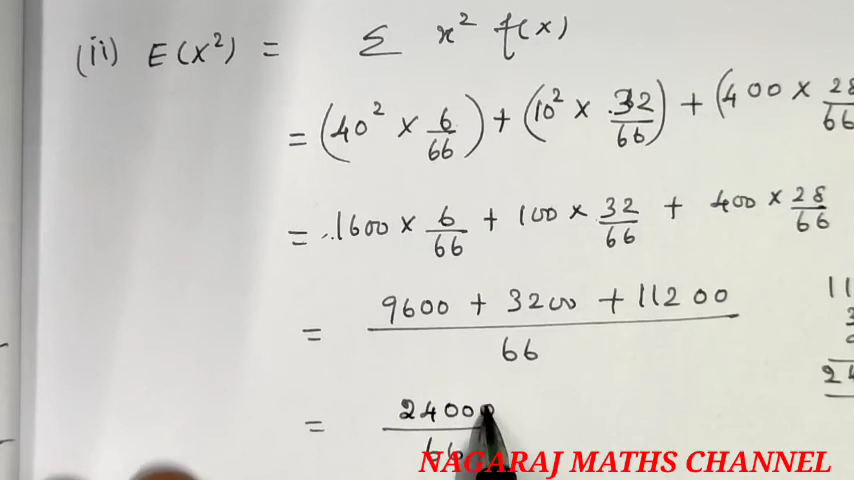 (ii) E(X²) = Σ x² f(x)
= (40² × 6/66) + (10² × 32/66) + (400 × 28/66
= 1600 × 6/66 + 100 × 32/66 + 400 × 28/66
= 9600 + 3200 + 11200 / 66
= 24000 / 66
NAGARAJ MATHS CHANNEL